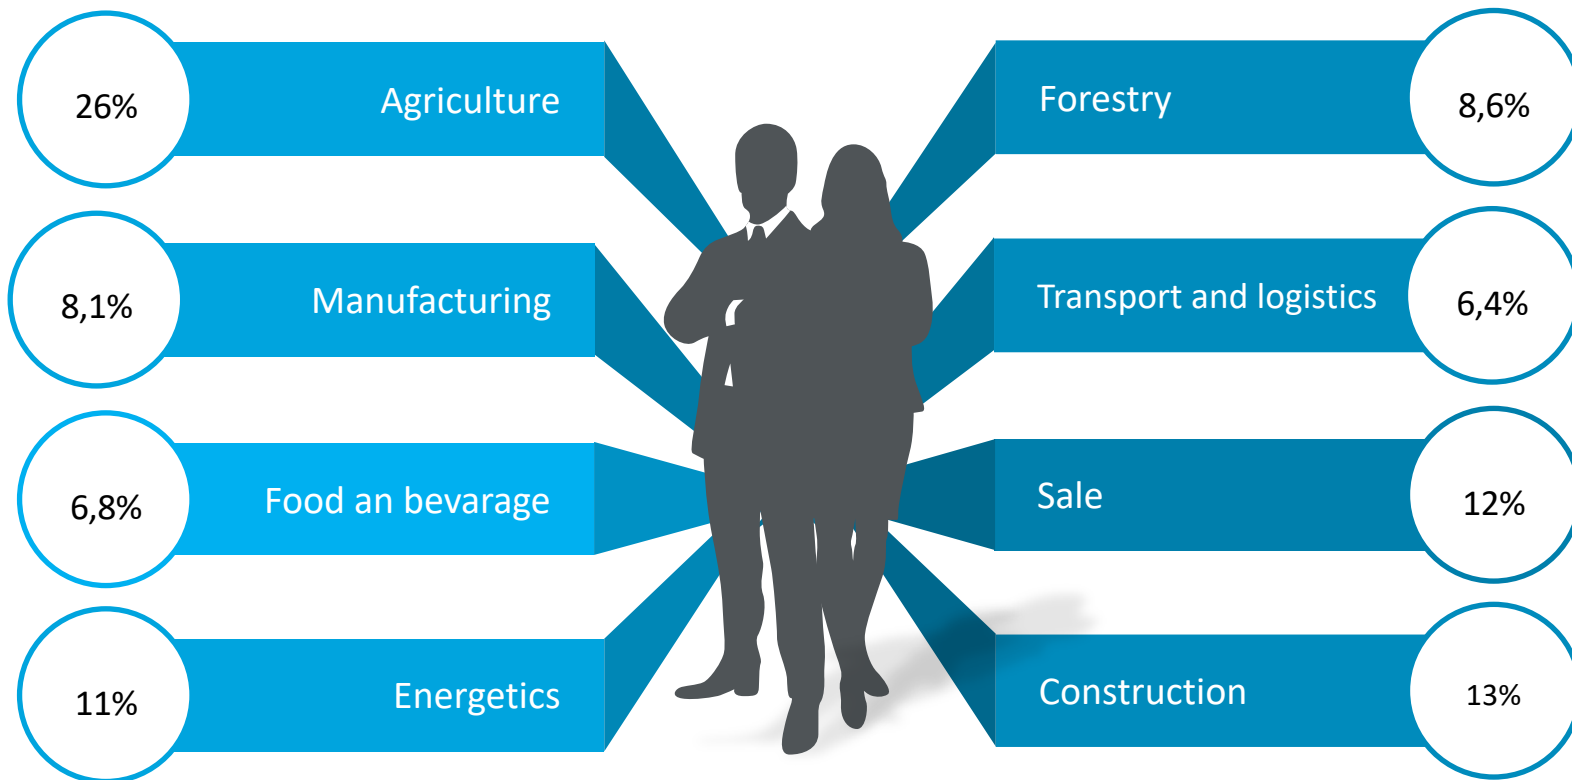 26%
Agriculture
8,1%
Manufacturing
6,8%
Food an bevarage
11%
Energetics
Forestry
8,6%
Transport and logistics
6,4%
Sale
12%
Construction
13%